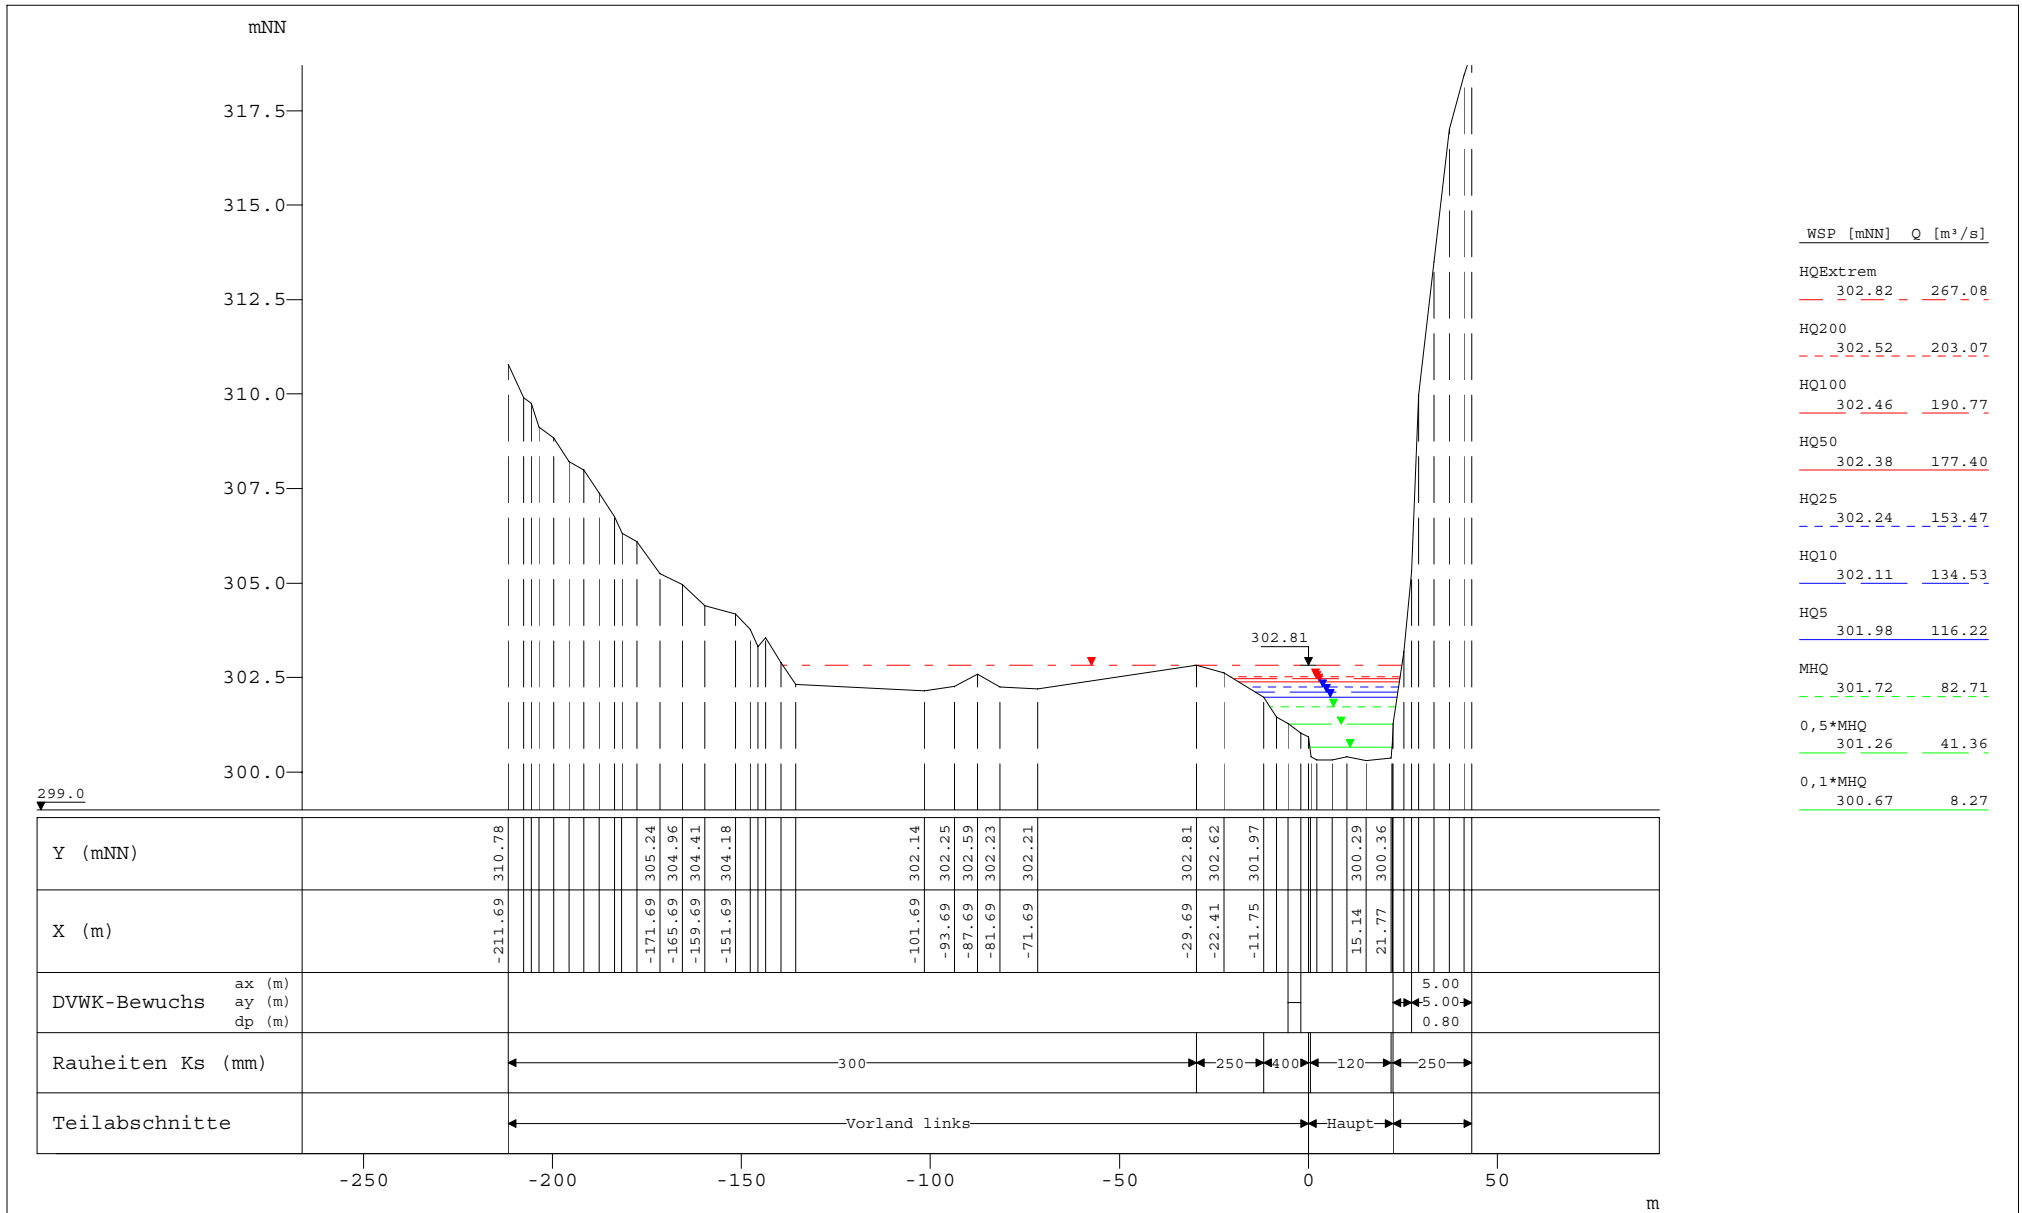 mNN
317.5
315.0
312.5
310.0
307.5
305.0
302.5
300.0
299.0
302.81
WSP [mNN] Q [m³/s]
HQExtrem
302.82 267.08
HQ200
302.52 203.07
HQ100
302.46 190.77
HQ50
302.38 177.40
HQ25
302.24 153.47
HQ10
302.11 134.53
HQ5
301.98 116.22
MHQ
301.72 82.71
0,5*MHQ
301.26 41.36
0,1*MHQ
300.67 8.27
Y (mNN) 310.78 305.24 304.96 304.41 304.18 302.14 302.25 302.59 302.23 302.21 302.81 302.62 301.97 300.29 300.36
X (m) -211.69 -171.69 -165.69 -159.69 -151.69 -101.69 -93.69 -87.69 -81.69 -71.69 -29.69 -22.41 -11.75 15.14 21.77
ax (m) 5.00
DVWK-Bewuchs ay (m) 5.00
dp (m) 0.80
Rauheiten Ks (mm) 300 250 400 120 250
Teilabschnitte Vorland links Haupt
-250 -200 -150 -100 -50 0 50
m